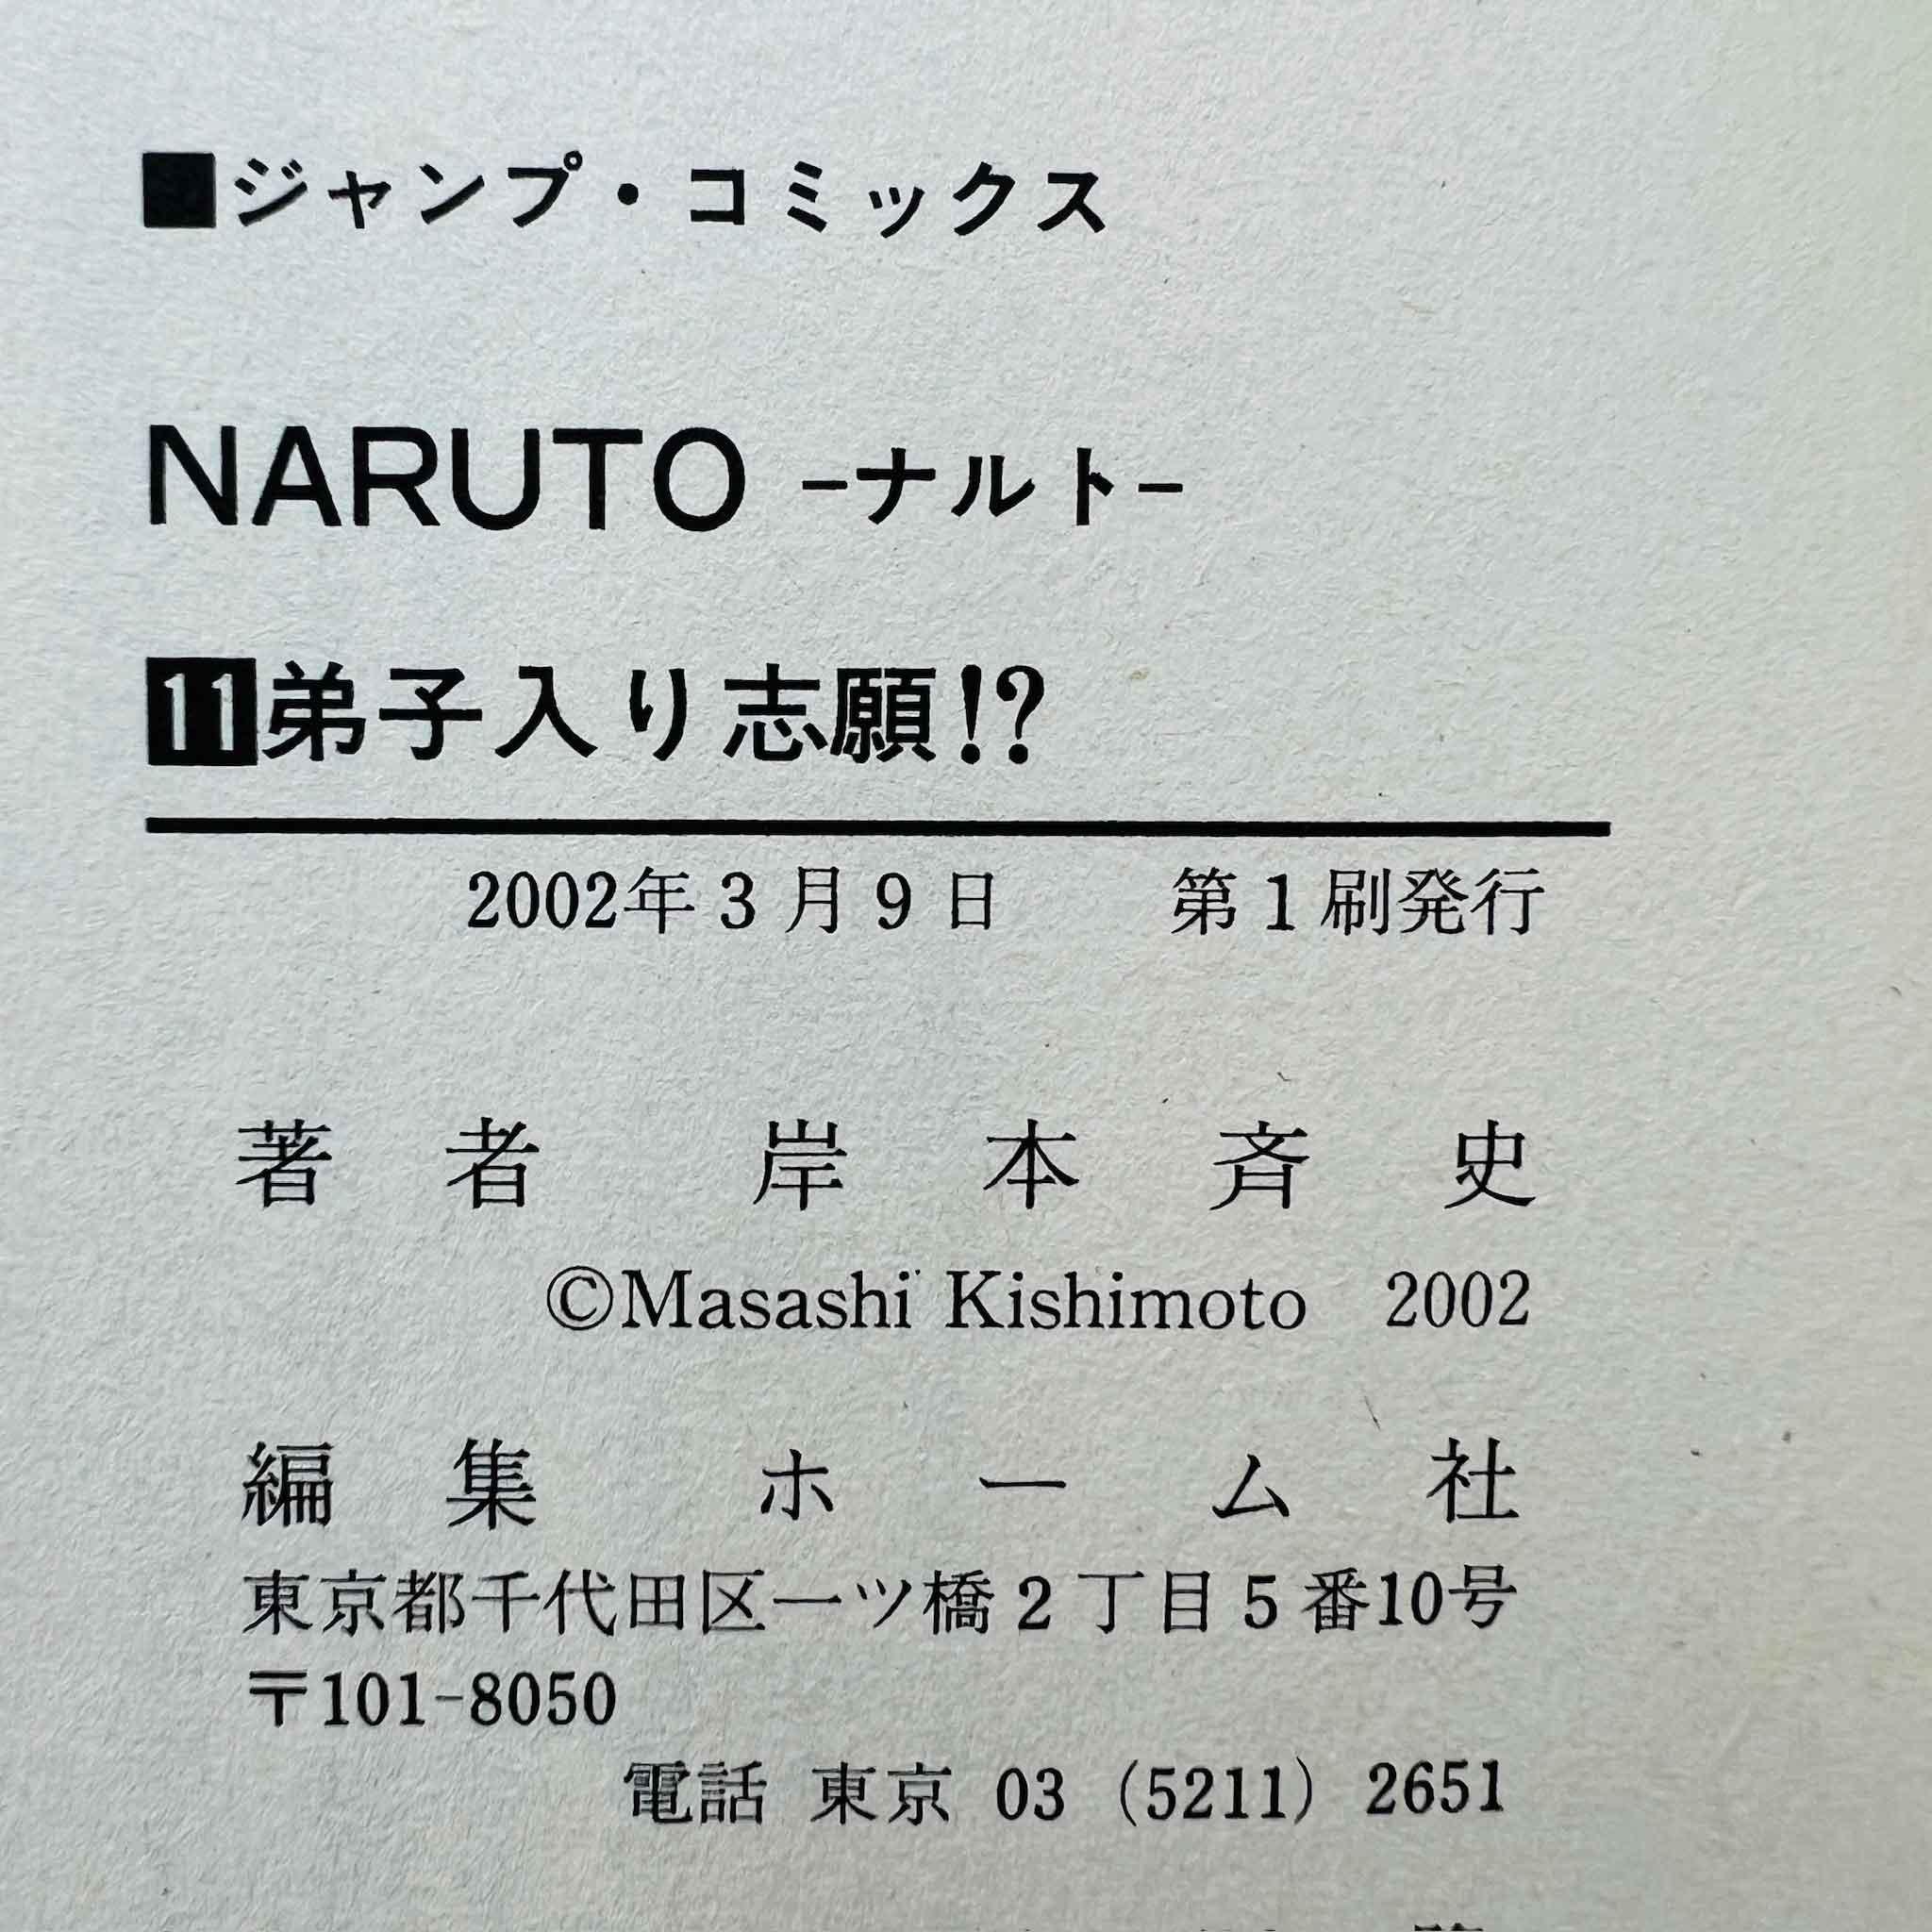 ■ジャンプ・コミックス
NARUTO -ナルト-
11弟子入り志願!?
2002年3月9日 第1刷発行
著者 岸本斉史
©Masashi Kishimoto 2002
編集 ホーム社
東京都千代田区一ツ橋2丁目5番10号
〒101-8050
電話 東京 03 (5211) 2651